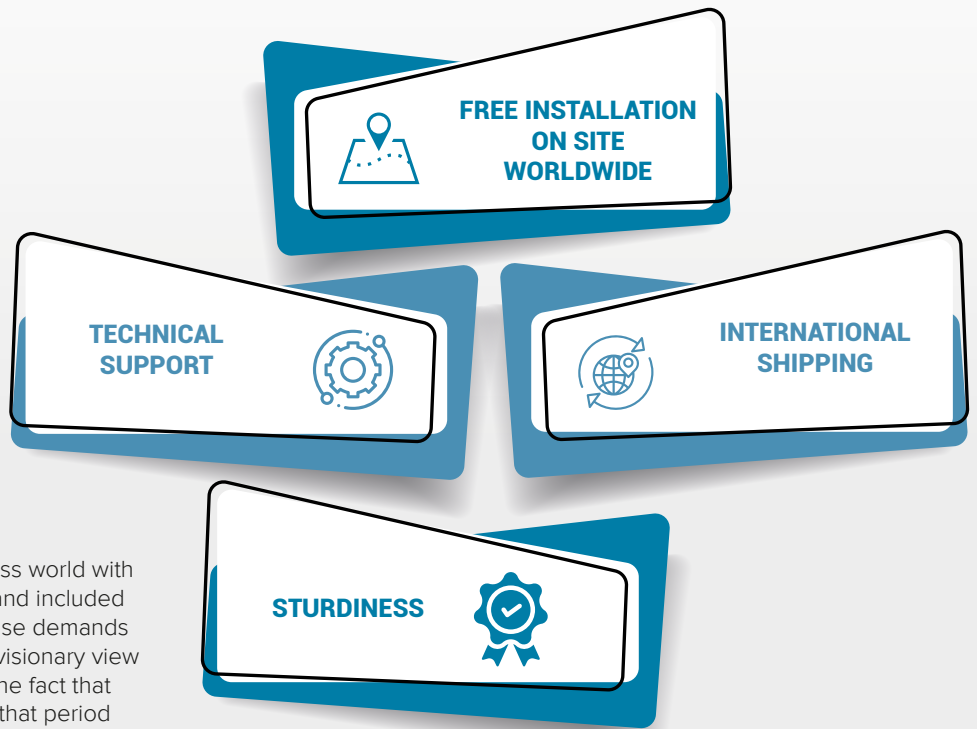 FREE INSTALLATION
ON SITE
WORLDWIDE
TECHNICAL
SUPPORT
INTERNATIONAL
SHIPPING
STURDINESS
ess world with
and included
se demands
visionary view
he fact that
that period